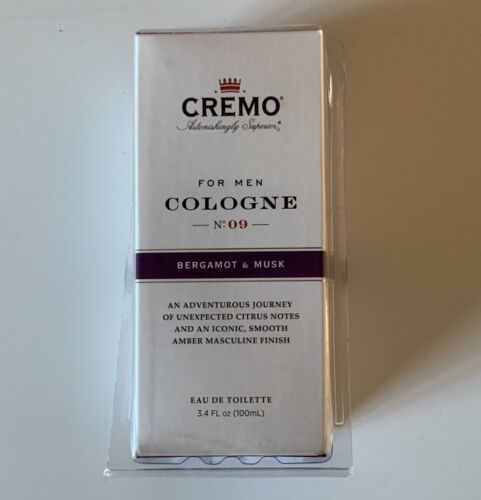 CREMO®
Astonishingly Superior®
FOR MEN
COLOGNE
Nº 09
BERGAMOT & MUSK
AN ADVENTUROUS JOURNEY
OF UNEXPECTED CITRUS NOTES
AND AN ICONIC, SMOOTH
AMBER MASCULINE FINISH
EAU DE TOILETTE
3.4 FL oz (100mL)